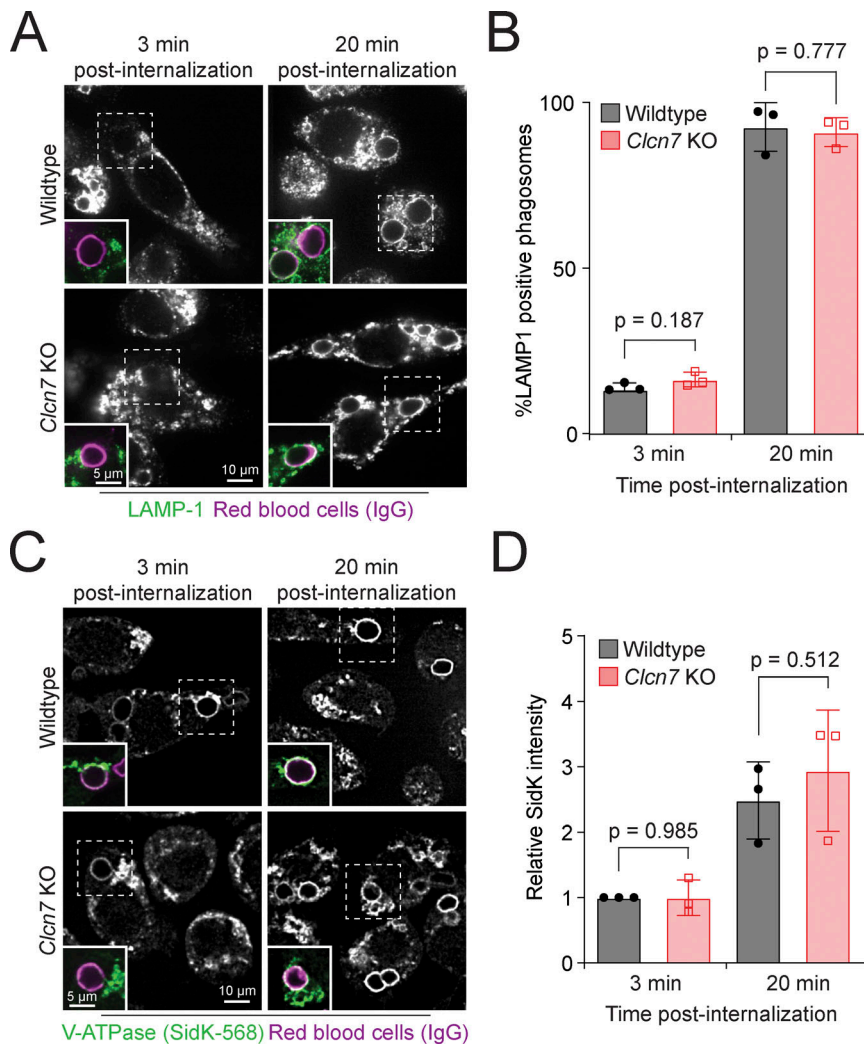 A
3 min
post-internalization
20 min
post-internalization
Wildtype
Clcn7 KO
5 µm
10 µm
LAMP-1 Red blood cells (IgG)
B
p = 0.777
Wildtype
Clcn7 KO
100
50
0
%LAMP1 positive phagosomes
p = 0.187
3 min
20 min
Time post-internalization
C
3 min
post-internalization
20 min
post-internalization
Wildtype
Clcn7 KO
5 µm
10 µm
V-ATPase (SidK-568) Red blood cells (IgG)
D
Wildtype
Clcn7 KO
p = 0.512
p = 0.985
5
4
3
2
1
0
Relative SidK intensity
3 min
20 min
Time post-internalization